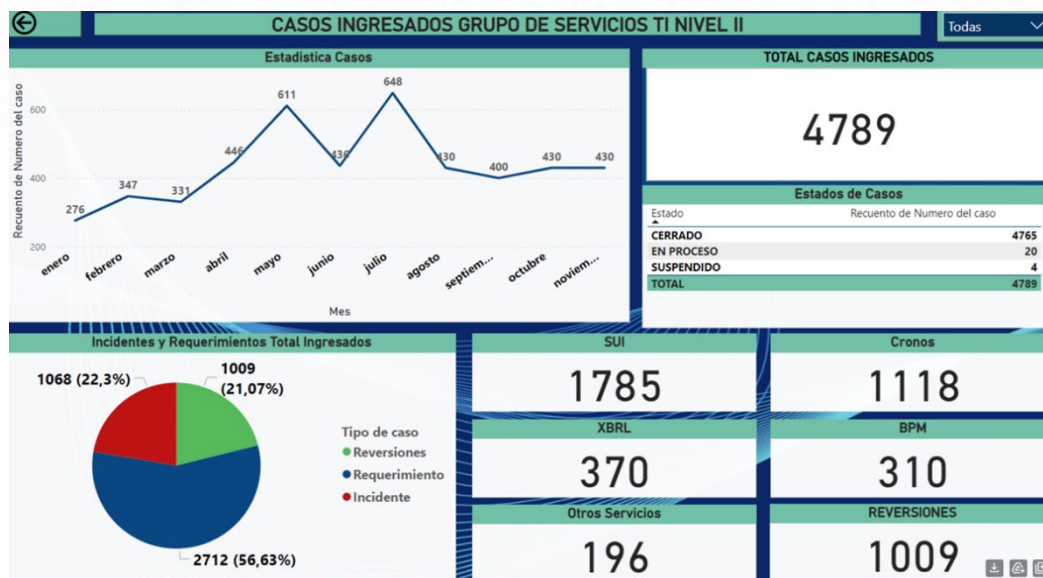 CASOS INGRESADOS GRUPO DE SERVICIOS TI NIVEL II
Todas
Estadistica Casos
Recuento de Numero del caso
600
400
200
276
347
331
446
611
436
648
430
400
430
430
enero
febrero
marzo
abril
mayo
junio
julio
agosto
septiem...
octubre
noviem...
Mes
TOTAL CASOS INGRESADOS
4789
Estados de Casos
Estado Recuento de Numero del caso
CERRADO 4765
EN PROCESO 20
SUSPENDIDO 4
TOTAL 4789
Incidentes y Requerimientos Total Ingresados
1068 (22,3%)
1009
(21,07%)
2712 (56,63%)
Tipo de caso
Reversiones
Requerimiento
Incidente
SUI
1785
Cronos
1118
XBRL
370
BPM
310
Otros Servicios
196
REVERSIONES
1009